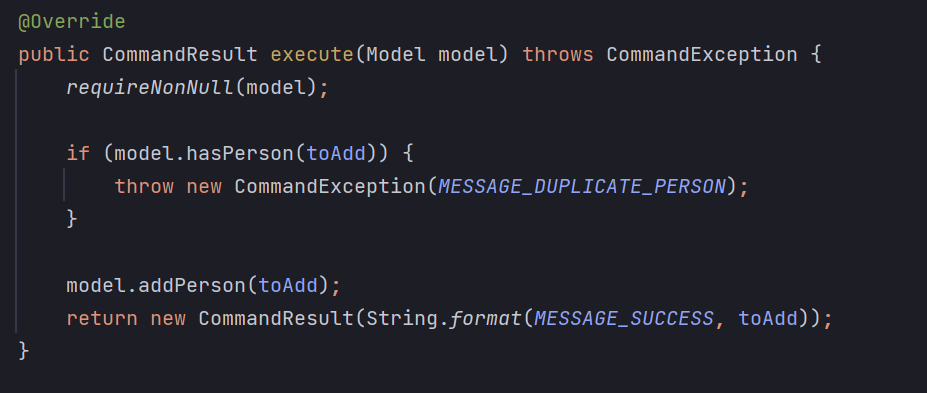 @Override
public CommandResult execute(Model model) throws CommandException {
requireNonNull(model);
if (model.hasPerson(toAdd)) {
throw new CommandException(MESSAGE_DUPLICATE_PERSON);
}
model.addPerson(toAdd);
return new CommandResult(String.format(MESSAGE_SUCCESS, toAdd));
}